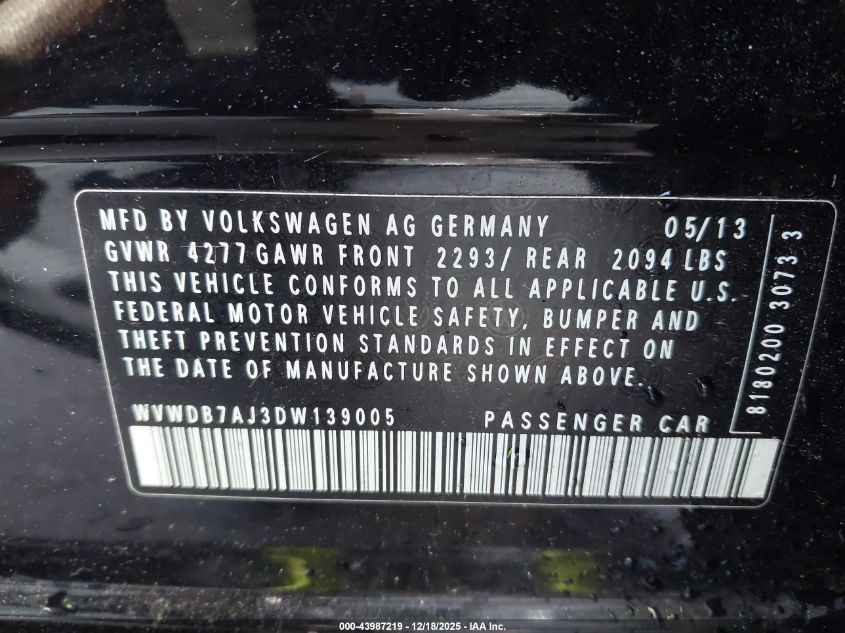 MFD BY VOLKSWAGEN AG GERMANY 05/13
GVWR 4277 GAWR FRONT 2293/ REAR 2094 LBS
THIS VEHICLE CONFORMS TO ALL APPLICABLE U.S.
FEDERAL MOTOR VEHICLE SAFETY, BUMPER AND
THEFT PREVENTION STANDARDS IN EFFECT ON
THE DATE OF MANUFACTURE SHOWN ABOVE.
WVWDB7AJ3DW139005 PASSENGER CAR
8180200 3073 3
000-43987219 - 12/18/2025 - IAA Inc.